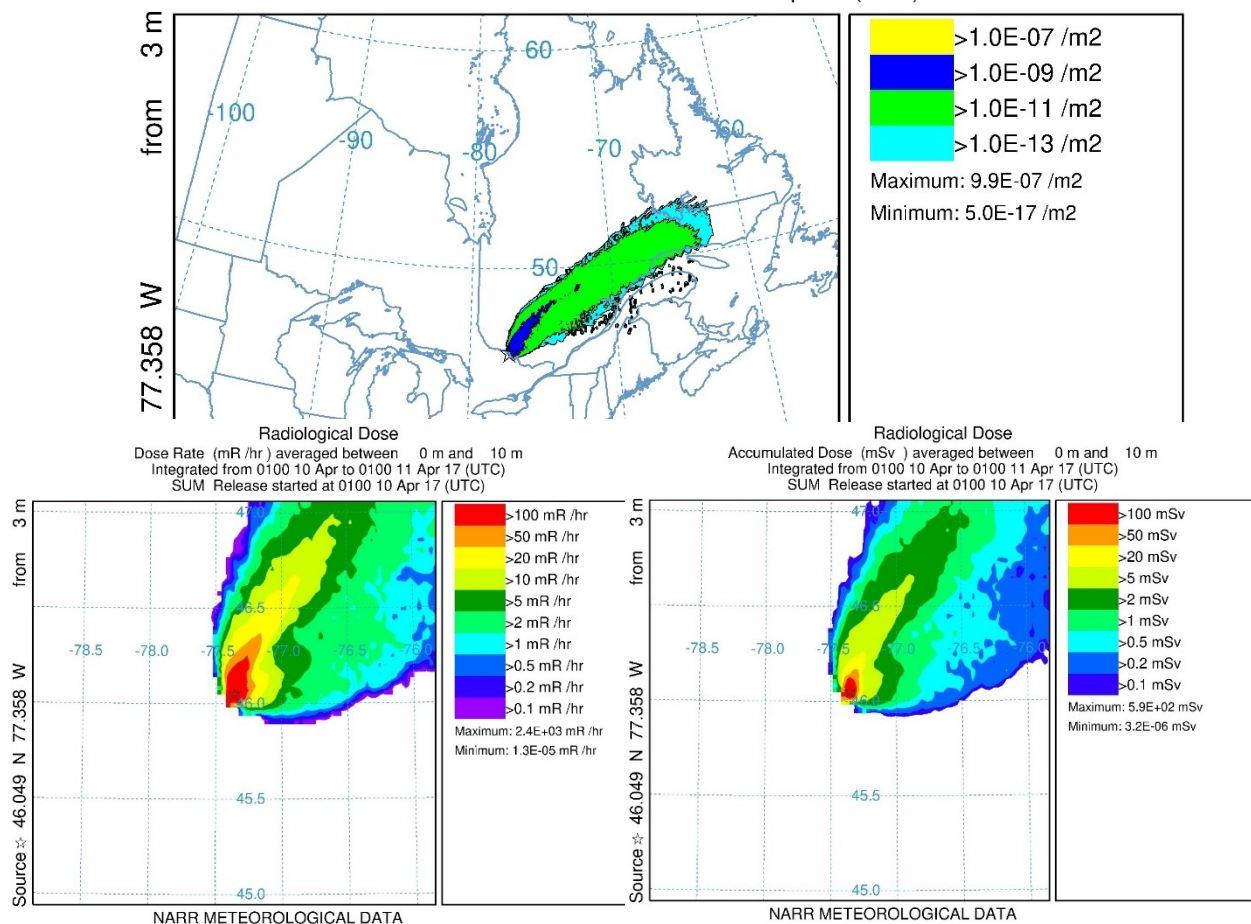 from 3 m
77.358 W
-100
-90
-80
-70
-60
60
50
>1.0E-07 /m2
>1.0E-09 /m2
>1.0E-11 /m2
>1.0E-13 /m2
Maximum: 9.9E-07 /m2
Minimum: 5.0E-17 /m2
Radiological Dose
Dose Rate (mR /hr) averaged between 0 m and 10 m
Integrated from 0100 10 Apr to 0100 11 Apr 17 (UTC)
SUM Release started at 0100 10 Apr 17 (UTC)
Source ☆ 46.049 N 77.358 W from 3 m
47.0
46.5
-78.5
-78.0
-77.5
-77.0
-76.5
-76.0
46.0
45.5
45.0
>100 mR /hr
>50 mR /hr
>20 mR /hr
>10 mR /hr
>5 mR /hr
>2 mR /hr
>1 mR /hr
>0.5 mR /hr
>0.2 mR /hr
>0.1 mR /hr
Maximum: 2.4E+03 mR /hr
Minimum: 1.3E-05 mR /hr
NARR METEOROLOGICAL DATA
Radiological Dose
Accumulated Dose (mSv ) averaged between 0 m and 10 m
Integrated from 0100 10 Apr to 0100 11 Apr 17 (UTC)
SUM Release started at 0100 10 Apr 17 (UTC)
Source ☆ 46.049 N 77.358 W from 3 m
47.0
46.5
-78.5
-78.0
-77.5
-77.0
-76.5
-76.0
46.0
45.5
45.0
>100 mSv
>50 mSv
>20 mSv
>5 mSv
>2 mSv
>1 mSv
>0.5 mSv
>0.2 mSv
>0.1 mSv
Maximum: 5.9E+02 mSv
Minimum: 3.2E-06 mSv
NARR METEOROLOGICAL DATA